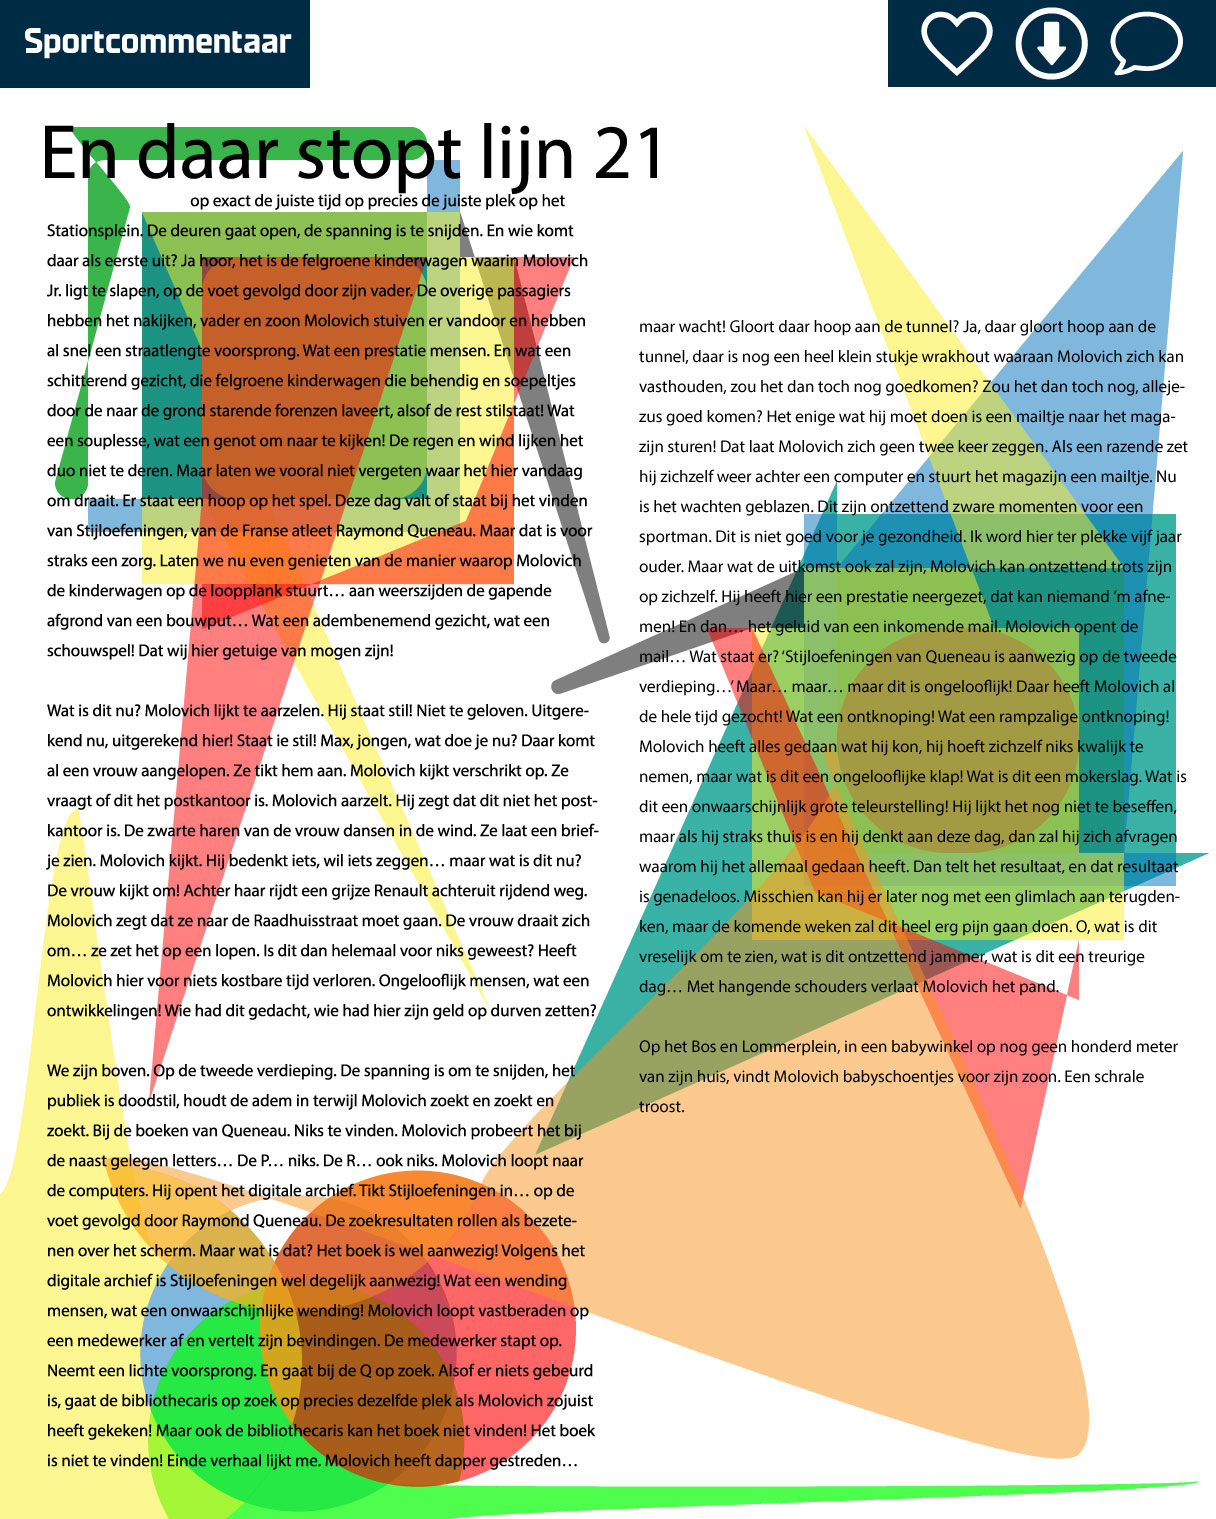 Sportcommentaar
En daar stopt lijn 21
op exact de juiste tijd op precies de juiste plek op het
Stationsplein. De deuren gaat open, de spanning is te snijden. En wie komt
daar als eerste uit? Ja hoor, het is de felgroene kinderwagen waarin Molovich
Jr. ligt te slapen, op de voet gevolgd door zijn vader. De overige passagiers
hebben het nakijken, vader en zoon Molovich stuiven er vandoor en hebben
al snel een straatlengte voorsprong. Wat een prestatie mensen. En wat een
schitterend gezicht, die felgroene kinderwagen die behendig en soepeltjes
door de naar de grond starende forenzen laveert, alsof de rest stilstaat! Wat
een souplesse, wat een genot om naar te kijken! De regen en wind lijken het
duo niet te deren. Maar laten we vooral niet vergeten waar het hier vandaag
om draait. Er staat een hoop op het spel. Deze dag valt of staat bij het vinden
van Stijloefeningen, van de Franse atleet Raymond Queneau. Maar dat is voor
straks een zorg. Laten we nu even genieten van de manier waarop Molovich
de kinderwagen op de loopplank stuurt… aan weerszijden de gapende
afgrond van een bouwput… Wat een adembenemend gezicht, wat een
schouwspel! Dat wij hier getuige van mogen zijn!
Wat is dit nu? Molovich lijkt te aarzelen. Hij staat stil! Niet te geloven. Uitgere-
kend nu, uitgerekend hier! Staat ie stil! Max, jongen, wat doe je nu? Daar komt
al een vrouw aangelopen. Ze tikt hem aan. Molovich kijkt verschrikt op. Ze
vraagt of dit het postkantoor is. Molovich aarzelt. Hij zegt dat dit niet het post-
kantoor is. De zwarte haren van de vrouw dansen in de wind. Ze laat een brief-
je zien. Molovich kijkt. Hij bedenkt iets, wil iets zeggen… maar wat is dit nu?
De vrouw kijkt om! Achter haar rijdt een grijze Renault achteruit rijdend weg.
Molovich zegt dat ze naar de Raadhuisstraat moet gaan. De vrouw draait zich
om… ze zet het op een lopen. Is dit dan helemaal voor niks geweest? Heeft
Molovich hier voor niets kostbare tijd verloren. Ongelooflijk mensen, wat een
ontwikkelingen! Wie had dit gedacht, wie had hier zijn geld op durven zetten?
We zijn boven. Op de tweede verdieping. De spanning is om te snijden, het
publiek is doodstil, houdt de adem in terwijl Molovich zoekt en zoekt en
zoekt. Bij de boeken van Queneau. Niks te vinden. Molovich probeert het bij
de naast gelegen letters… De P… niks. De R… ook niks. Molovich loopt naar
de computers. Hij opent het digitale archief. Tikt Stijloefeningen in… op de
voet gevolgd door Raymond Queneau. De zoekresultaten rollen als bezete-
nen over het scherm. Maar wat is dat? Het boek is wel aanwezig! Volgens het
digitale archief is Stijloefeningen wel degelijk aanwezig! Wat een wending
mensen, wat een onwaarschijnlijke wending! Molovich loopt vastberaden op
een medewerker af en vertelt zijn bevindingen. De medewerker stapt op.
Neemt een lichte voorsprong. En gaat bij de Q op zoek. Alsof er niets gebeurd
is, gaat de bibliothecaris op zoek op precies dezelfde plek als Molovich zojuist
heeft gekeken! Maar ook de bibliothecaris kan het boek niet vinden! Het boek
is niet te vinden! Einde verhaal lijkt me. Molovich heeft dapper gestreden…
maar wacht! Gloort daar hoop aan de tunnel? Ja, daar gloort hoop aan de
tunnel, daar is nog een heel klein stukje wrakhout waaraan Molovich zich kan
vasthouden, zou het dan toch nog goedkomen? Zou het dan toch nog, alleje-
zus goed komen? Het enige wat hij moet doen is een mailtje naar het maga-
zijn sturen! Dat laat Molovich zich geen twee keer zeggen. Als een razende zet
hij zichzelf weer achter een computer en stuurt het magazijn een mailtje. Nu
is het wachten geblazen. Dit zijn ontzettend zware momenten voor een
sportman. Dit is niet goed voor je gezondheid. Ik word hier ter plekke vijf jaar
ouder. Maar wat de uitkomst ook zal zijn, Molovich kan ontzettend trots zijn
op zichzelf. Hij heeft hier een prestatie neergezet, dat kan niemand 'm afne-
men! En dan… het geluid van een inkomende mail. Molovich opent de
mail… Wat staat er? 'Stijloefeningen van Queneau is aanwezig op de tweede
verdieping…' Maar… maar… maar dit is ongelooflijk! Daar heeft Molovich al
de hele tijd gezocht! Wat een ontknoping! Wat een rampzalige ontknoping!
Molovich heeft alles gedaan wat hij kon, hij hoeft zichzelf niks kwalijk te
nemen, maar wat is dit een ongelooflijke klap! Wat is dit een mokerslag. Wat is
dit een onwaarschijnlijk grote teleurstelling! Hij lijkt het nog niet te beseffen,
maar als hij straks thuis is en hij denkt aan deze dag, dan zal hij zich afvragen
waarom hij het allemaal gedaan heeft. Dan telt het resultaat, en dat resultaat
is genadeloos. Misschien kan hij er later nog met een glimlach aan terugden-
ken, maar de komende weken zal dit heel erg pijn gaan doen. O, wat is dit
vreselijk om te zien, wat is dit ontzettend jammer, wat is dit een treurige
dag… Met hangende schouders verlaat Molovich het pand.
Op het Bos en Lommerplein, in een babywinkel op nog geen honderd meter
van zijn huis, vindt Molovich babyschoentjes voor zijn zoon. Een schrale
troost.